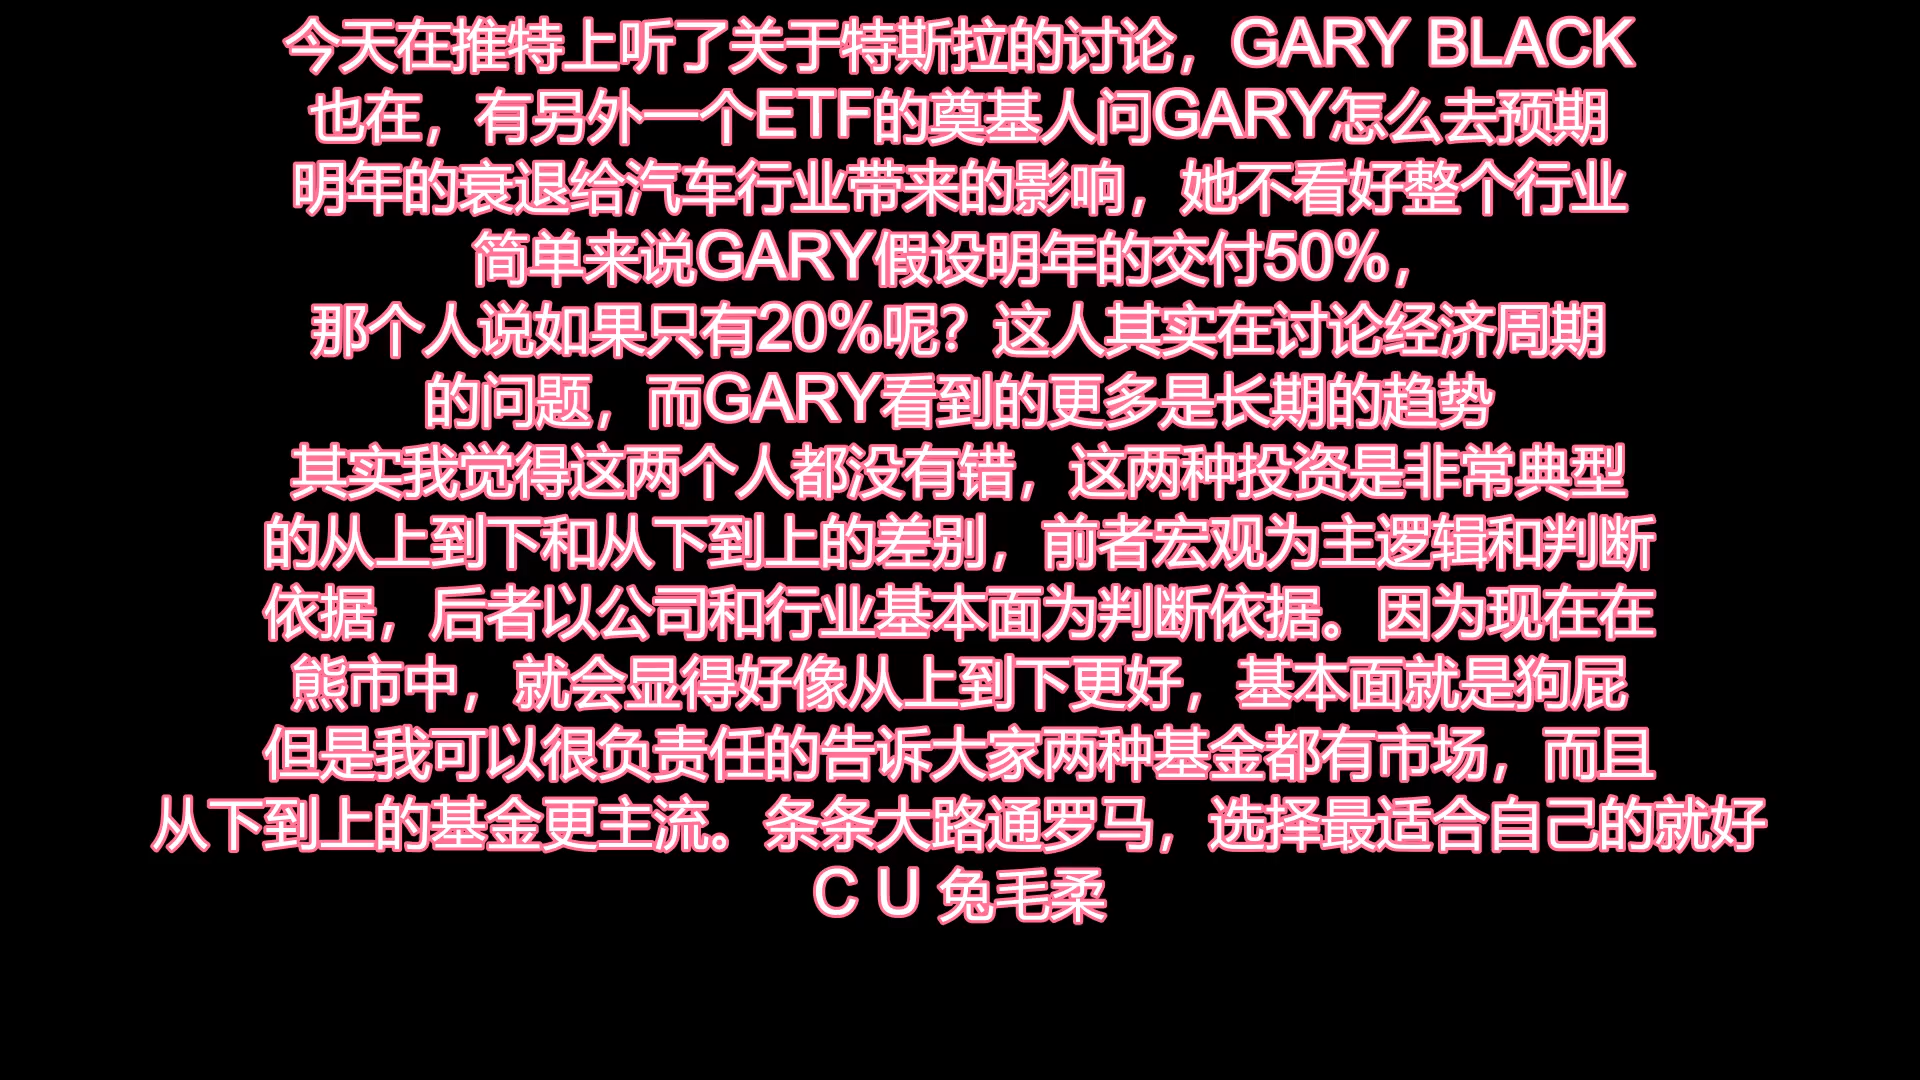 今天在推特上听了关于特斯拉的讨论，GARY BLACK
也在，有另外一个ETF的奠基人问GARY怎么去预期
明年的衰退给汽车行业带来的影响，她不看好整个行业
简单来说GARY假设明年的交付50%，
那个人说如果只有20%呢？这人其实在讨论经济周期
的问题，而GARY看到的更多是长期的趋势
其实我觉得这两个人都没有错，这两种投资是非常典型
的从上到下和从下到上的差别，前者宏观为主逻辑和判断
依据，后者以公司和行业基本面为判断依据。因为现在在
熊市中，就会显得好像从上到下更好，基本面就是狗屁
但是我可以很负责任的告诉大家两种基金都有市场，而且
从下到上的基金更主流。条条大路通罗马，选择最适合自己的就好
C U 兔毛柔